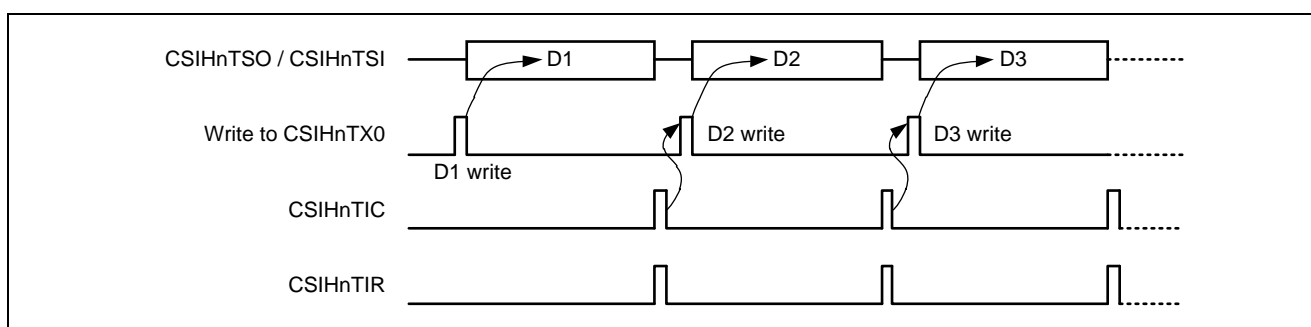 CSIHnTSO / CSIHnTSI D1 D2 D3
Write to CSIHnTX0 D2 write D3 write
D1 write
CSIHnTIC
CSIHnTIR